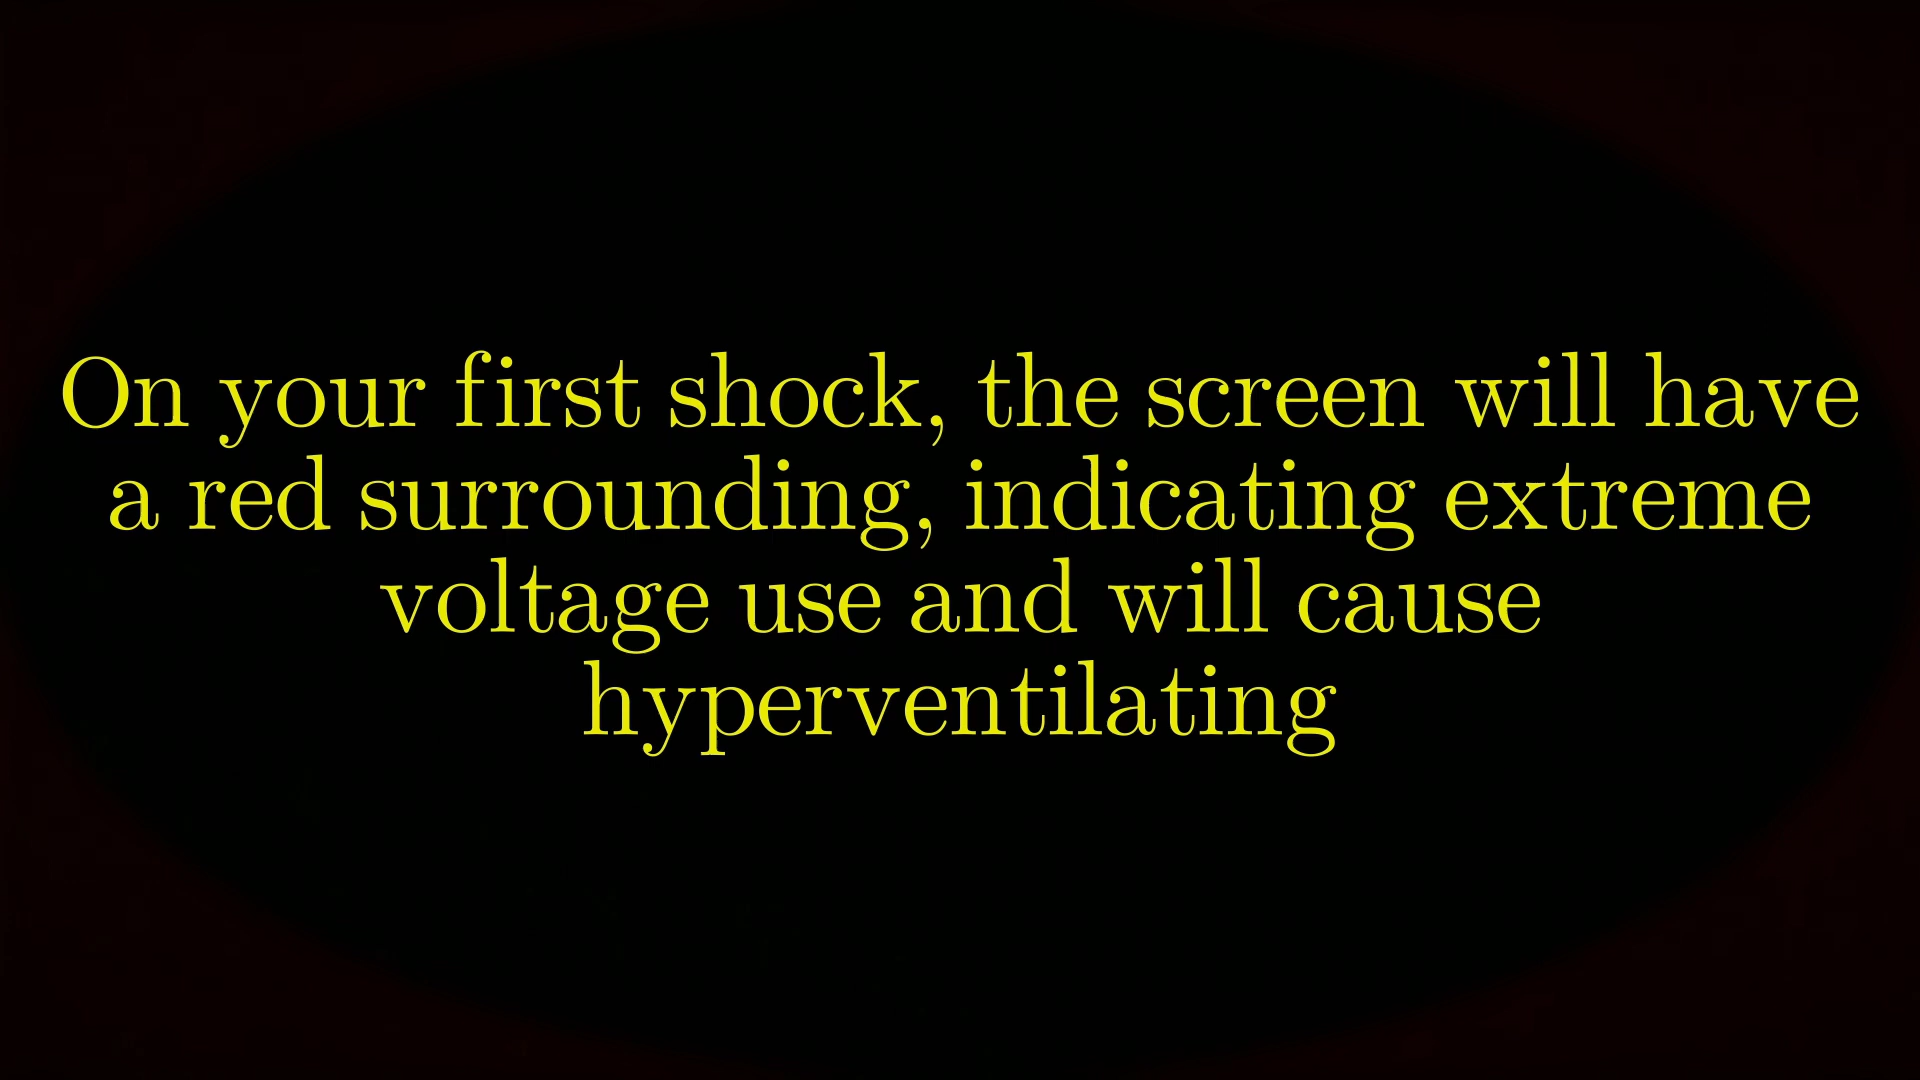 On your first shock, the screen will have
a red surrounding, indicating extreme
voltage use and will cause
hyperventilating